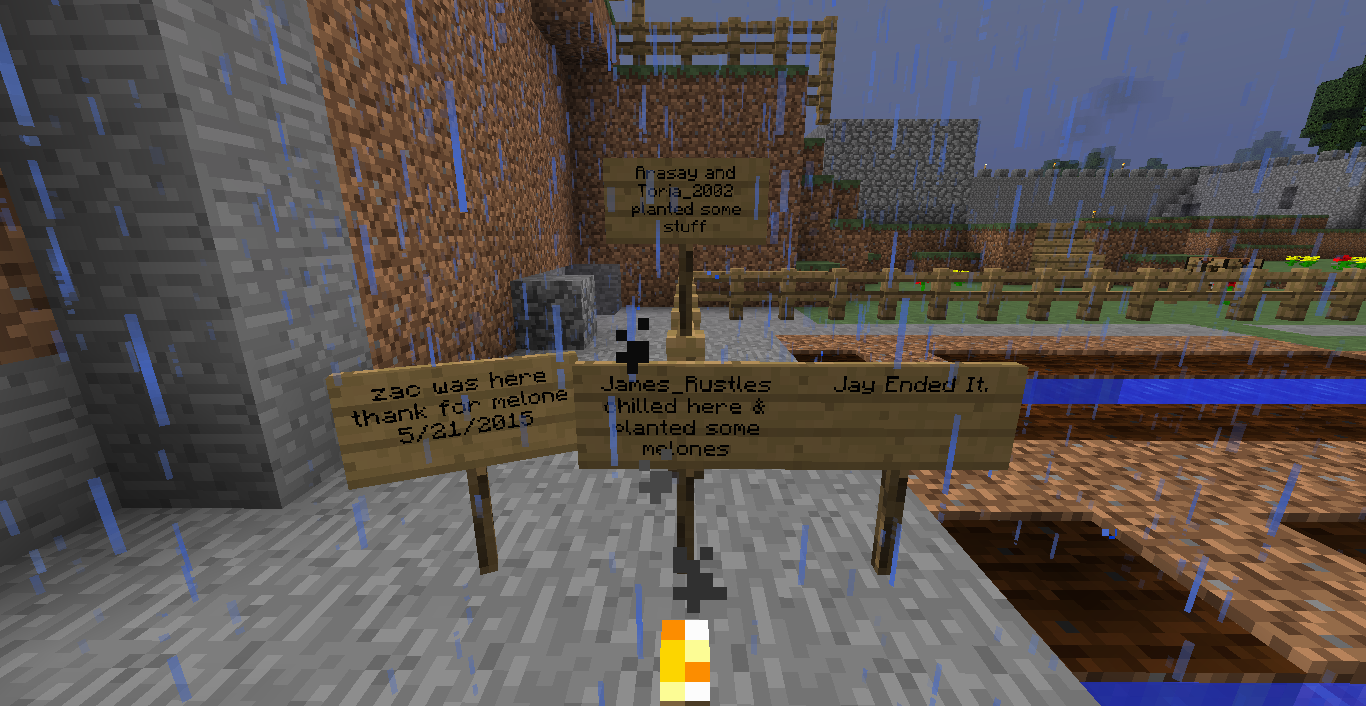 Arasay and
Toria_2002
planted some
stuff
zac was here
thank for melone
5/21/2015
James_Rustles
chilled here &
planted some
melones
Jay Ended It.